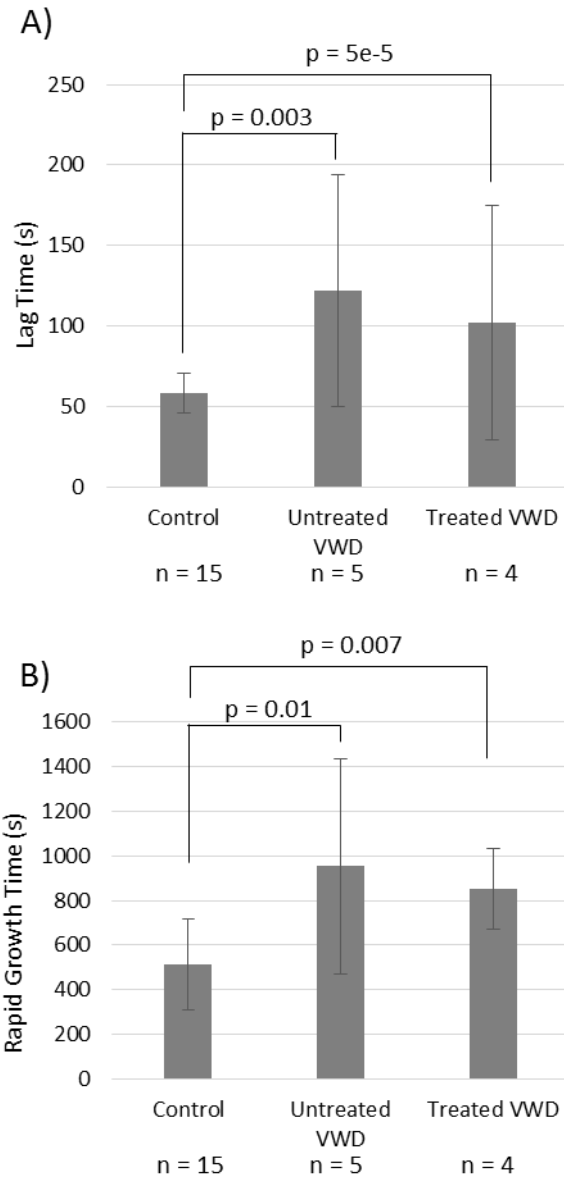 A)
p = 5e-5
p = 0.003
250
200
150
100
50
0
Lag Time (s)
Control
Untreated VWD
Treated VWD
n = 15
n = 5
n = 4
B)
p = 0.007
p = 0.01
1600
1400
1200
1000
800
600
400
200
0
Rapid Growth Time (s)
Control
Untreated VWD
Treated VWD
n = 15
n = 5
n = 4